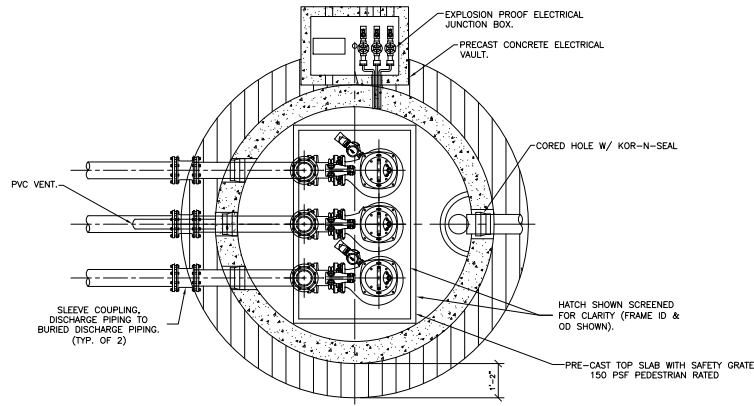 EXPLOSION PROOF ELECTRICAL
JUNCTION BOX.
PRECAST CONCRETE ELECTRICAL
VAULT.
CORED HOLE W/ KOR-N-SEAL
PVC VENT.
SLEEVE COUPLING,
DISCHARGE PIPING TO
BURIED DISCHARGE PIPING.
(TYP. OF 2)
HATCH SHOWN SCREENED
FOR CLARITY (FRAME ID &
OD SHOWN).
PRE-CAST TOP SLAB WITH SAFETY GRATE
150 PSF PEDESTRIAN RATED
1'-2"